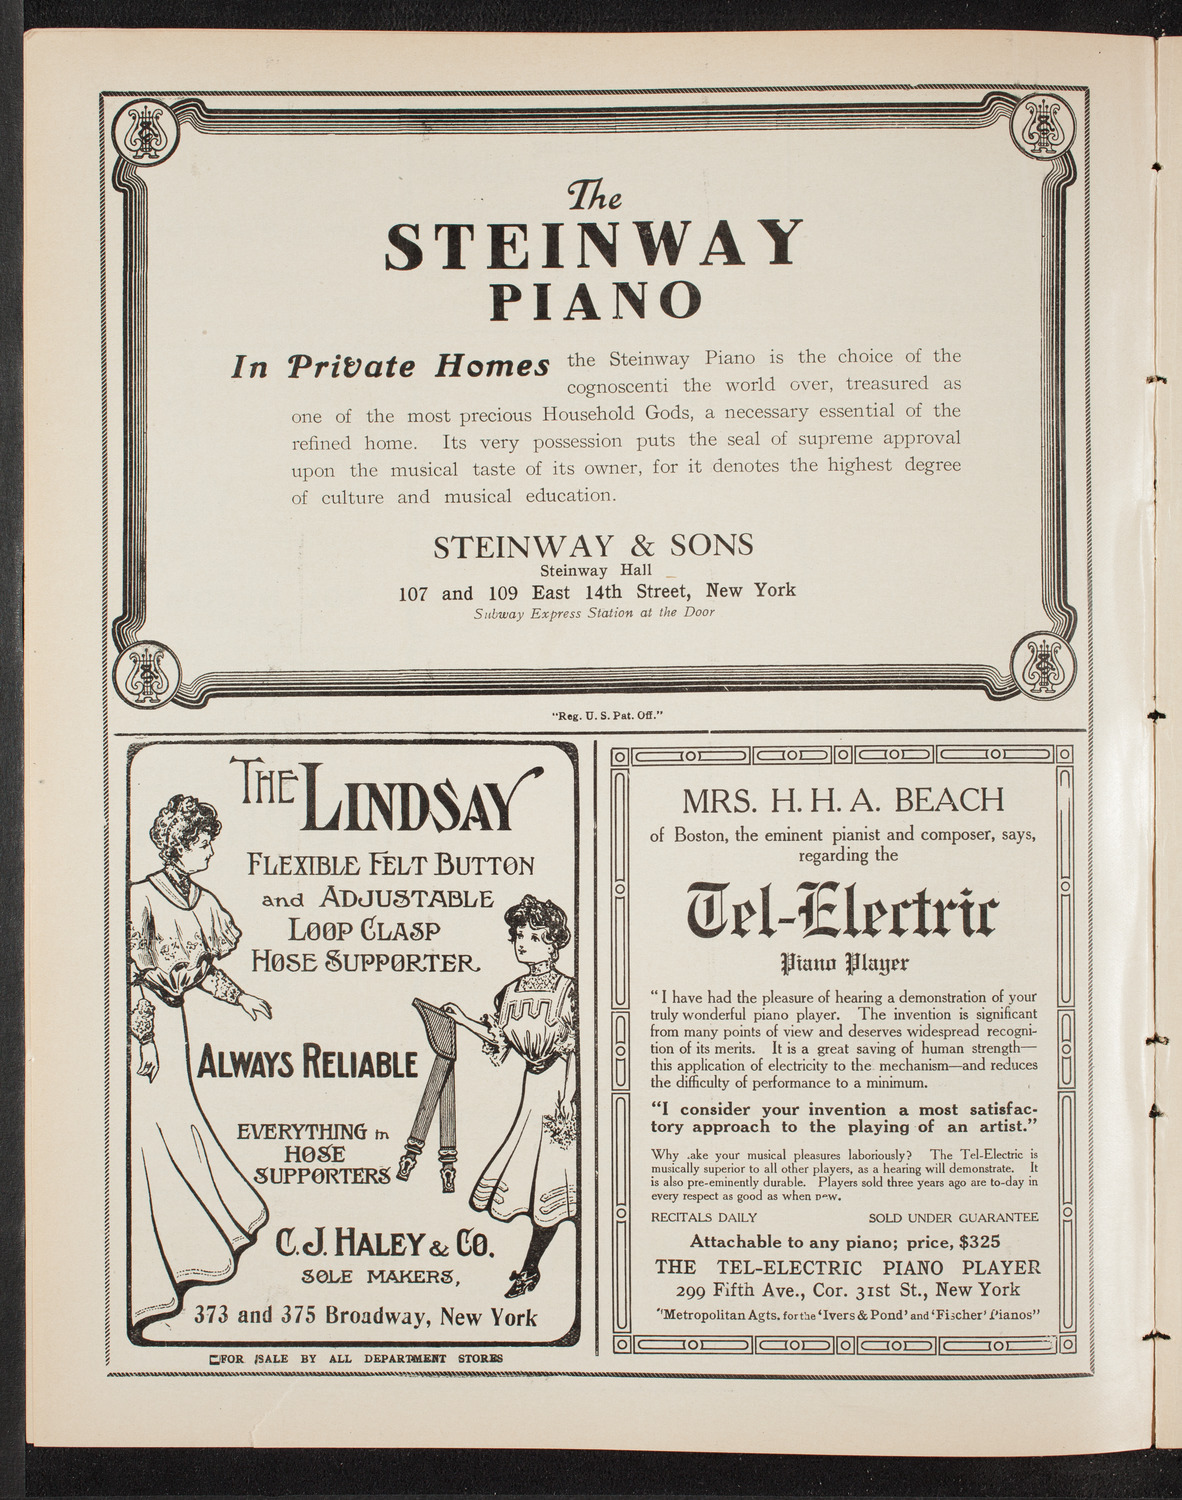 The
STEINWAY
PIANO
In Private Homes the Steinway Piano is the choice of the
cognoscenti the world over, treasured as
one of the most precious Household Gods, a necessary essential of the
refined home. Its very possession puts the seal of supreme approval
upon the musical taste of its owner, for it denotes the highest degree
of culture and musical education.
STEINWAY & SONS
Steinway Hall
107 and 109 East 14th Street, New York
Subway Express Station at the Door
"Reg. U. S. Pat. Off."
THE LINDSAY
FLEXIBLE FELT BUTTON
and ADJUSTABLE
LOOP CLASP
HOSE SUPPORTER
ALWAYS RELIABLE
EVERYTHING in
HOSE
SUPPORTERS
C. J. HALEY & CO.
SOLE MAKERS,
373 and 375 Broadway, New York
FOR SALE BY ALL DEPARTMENT STORES
MRS. H. H. A. BEACH
of Boston, the eminent pianist and composer, says,
regarding the
Tel-Electric
Piano Player
"I have had the pleasure of hearing a demonstration of your
truly wonderful piano player. The invention is significant
from many points of view and deserves widespread recogni-
tion of its merits. It is a great saving of human strength—
this application of electricity to the mechanism—and reduces
the difficulty of performance to a minimum.
"I consider your invention a most satisfac-
tory approach to the playing of an artist."
Why .ake your musical pleasures laboriously? The Tel-Electric is
musically superior to all other players, as a hearing will demonstrate. It
is also pre-eminently durable. Players sold three years ago are to-day in
every respect as good as when new.
RECITALS DAILY SOLD UNDER GUARANTEE
Attachable to any piano; price, $325
THE TEL-ELECTRIC PIANO PLAYER
299 Fifth Ave., Cor. 31st St., New York
"Metropolitan Agts. for the 'Ivers & Pond' and 'Fischer' Pianos"